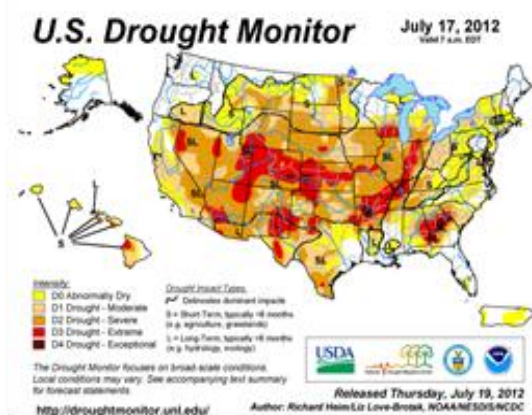 U.S. Drought Monitor
July 17, 2012
Valid 7 a.m. EDT
Intensity:
D0 Abnormally Dry
D1 Drought - Moderate
D2 Drought - Severe
D3 Drought - Extreme
D4 Drought - Exceptional
Drought Impact Types:
Delineates dominant impacts
S = Short-Term, typically <6 months
(e.g. agriculture, grasslands)
L = Long-Term, typically >6 months
(e.g. hydrology, ecology)
The Drought Monitor focuses on broad-scale conditions.
Local conditions may vary. See accompanying text summary
for forecast statements.
http://droughtmonitor.unl.edu/
USDA
Released Thursday, July 19, 2012
Author: Richard Heim/Liz Love-Brotak, NOAA/NESDIS/NCDC